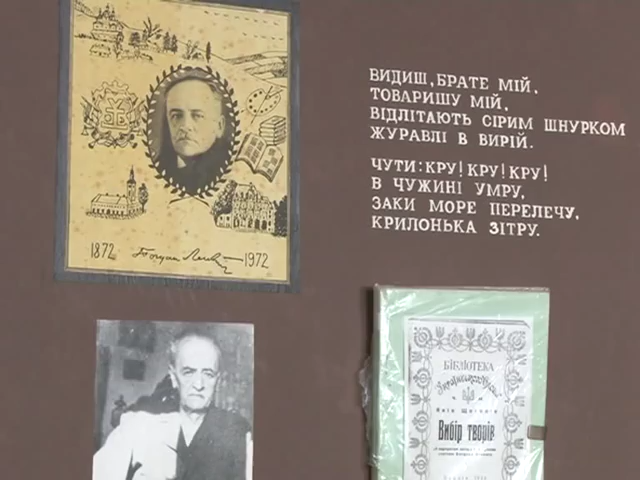 ВИДИШ, БРАТЕ МІЙ,
ТОВАРИШУ МІЙ,
ВІДЛІТАЮТЬ СІРИМ ШНУРКОМ
ЖУРАВЛІ В ВИРІЙ.
ЧУТИ: КРУ! КРУ! КРУ!
В ЧУЖИНІ УМРУ,
ЗАКИ МОРЕ ПЕРЕЛЕЧУ,
КРИЛОНЬКА ЗІТРУ.
1872 1972
БІБЛІОТЕКА
Вибір творів